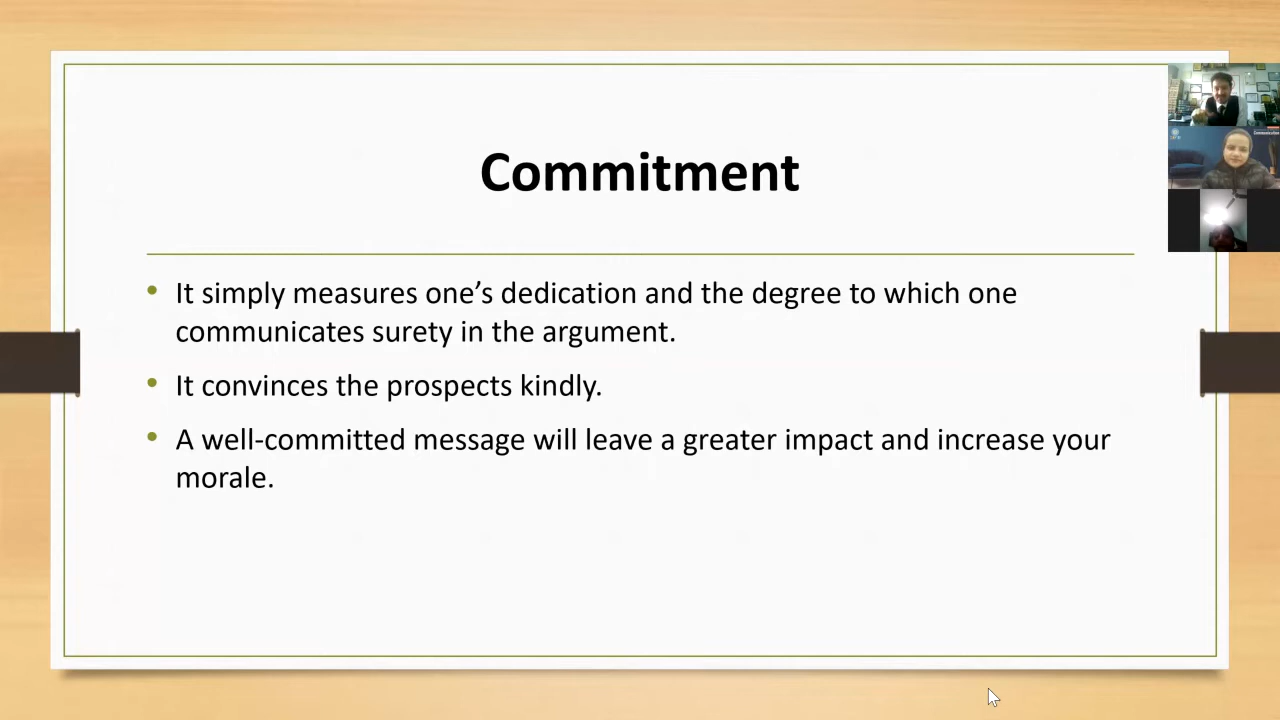 Commitment
• It simply measures one’s dedication and the degree to which one
communicates surety in the argument.
• It convinces the prospects kindly.
• A well-committed message will leave a greater impact and increase your
morale.